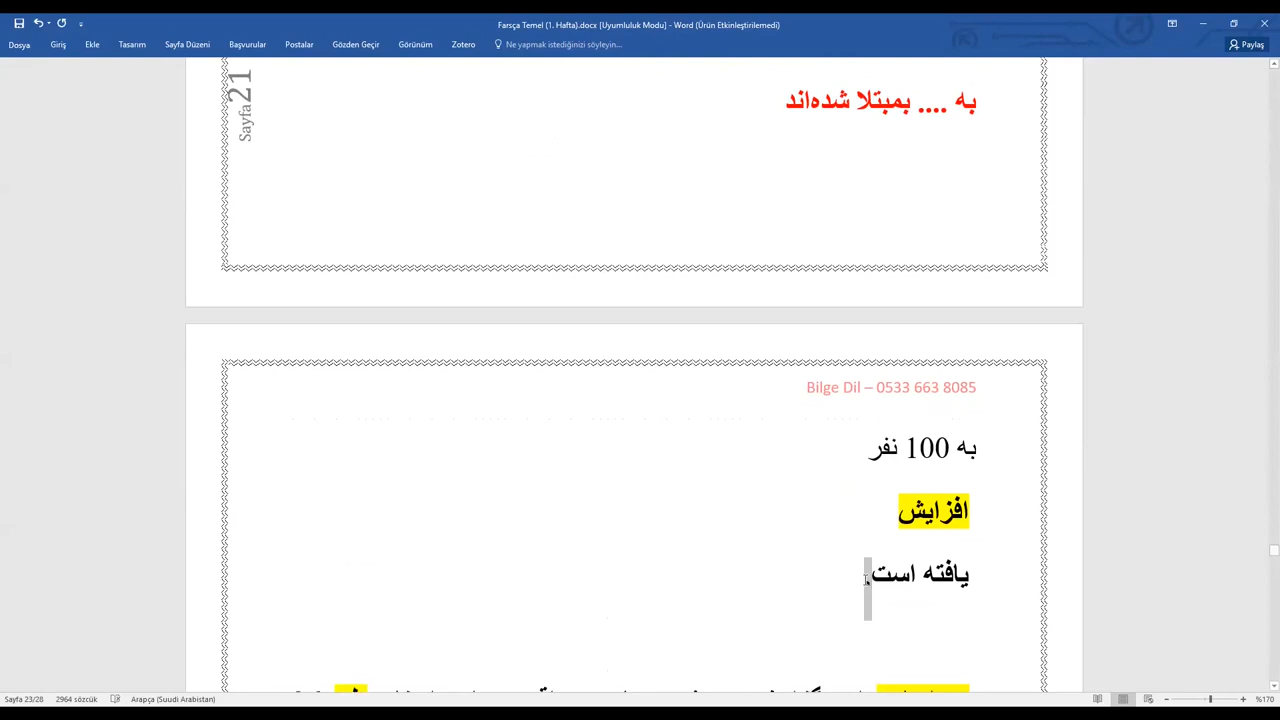 Farsça Temel (1. Hafta).docx [Uyumluluk Modu] - Word (Ürün Etkinleştirilemedi)
Dosya Giriş Ekle Tasarım Sayfa Düzeni Başvurular Postalar Gözden Geçir Görünüm Zotero Ne yapmak istediğinizi söyleyin... Paylaş
Sayfa21
به .... بمبتلا شده‌اند
Bilge Dil – 0533 663 8085
به 100 نفر
افزایش
یافته است.
Sayfa 23/28 2964 sözcük Arapça (Suudi Arabistan) %170